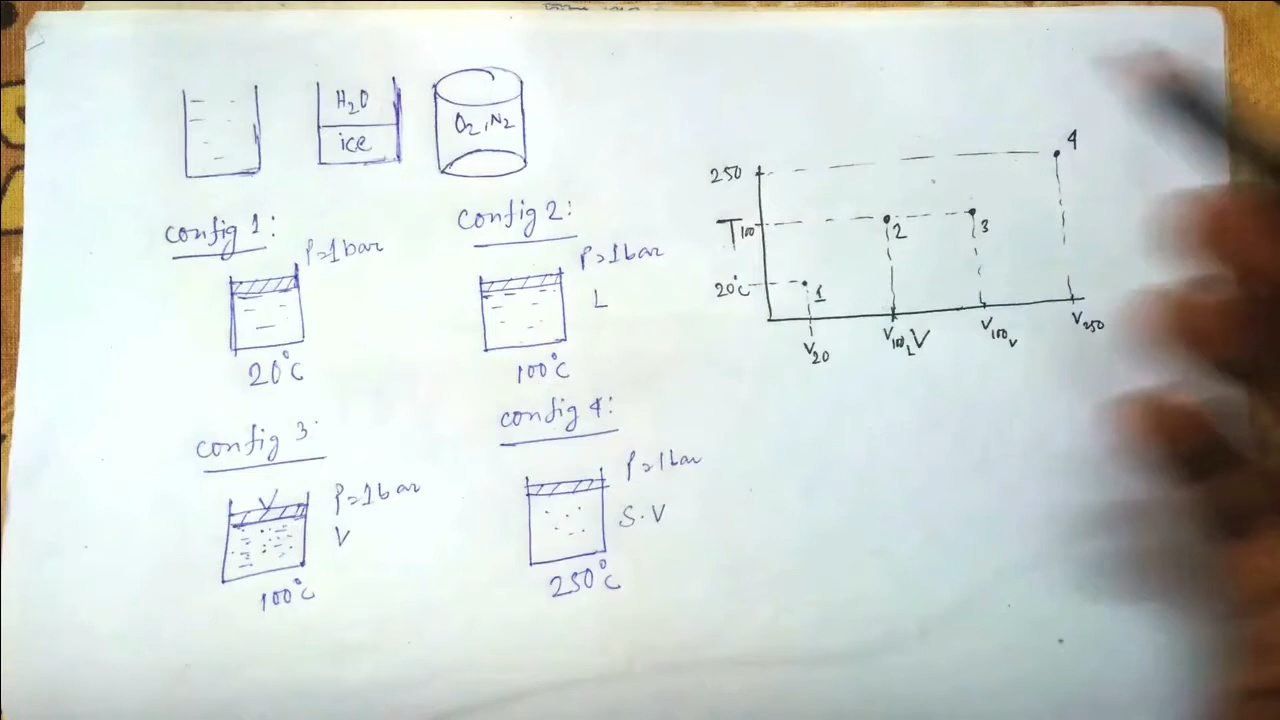 H₂O
ice
O₂, N₂
config 1:
P=1bar
20°C
config 2:
P=1bar
L
100°C
config 3:
P=1bar
V
100°C
config 4:
P=1bar
S.V
250°C
250
T
100
20°C
1
2
3
4
V₂₀
V₁₀₀L
V
V₁₀₀v
V₂₅₀